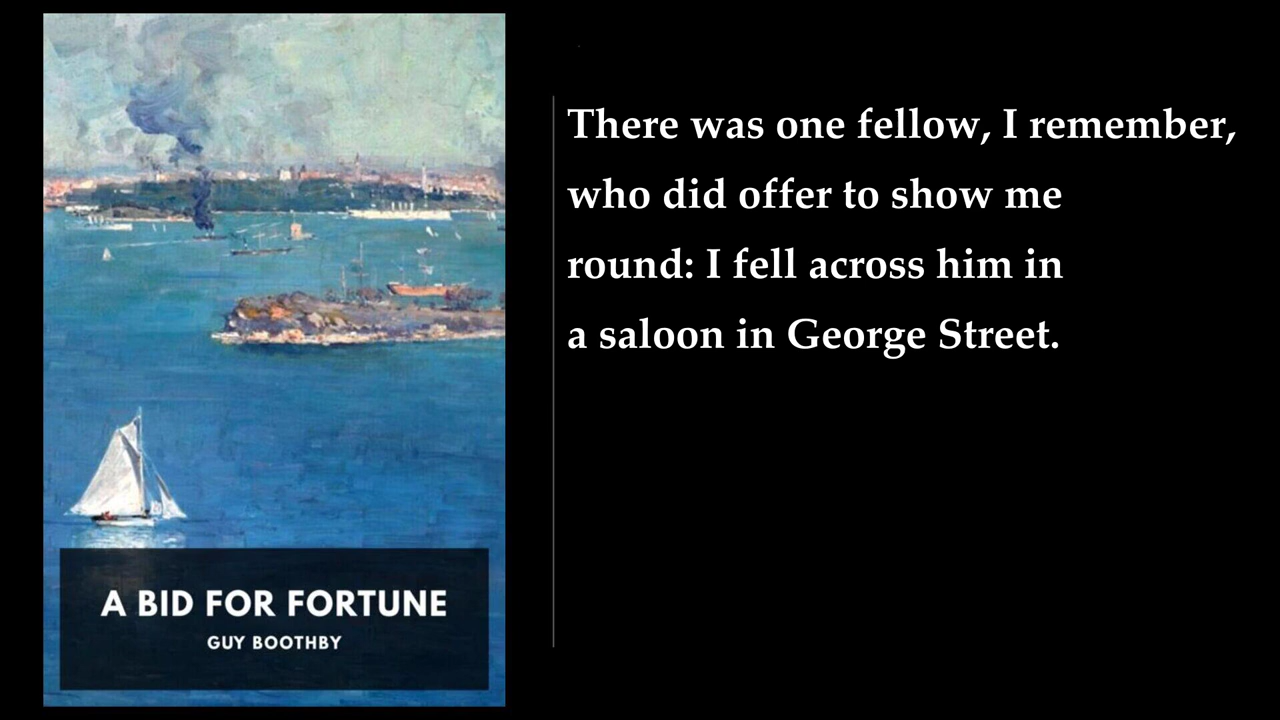 There was one fellow, I remember,
who did offer to show me
round: I fell across him in
a saloon in George Street.
A BID FOR FORTUNE
GUY BOOTHBY